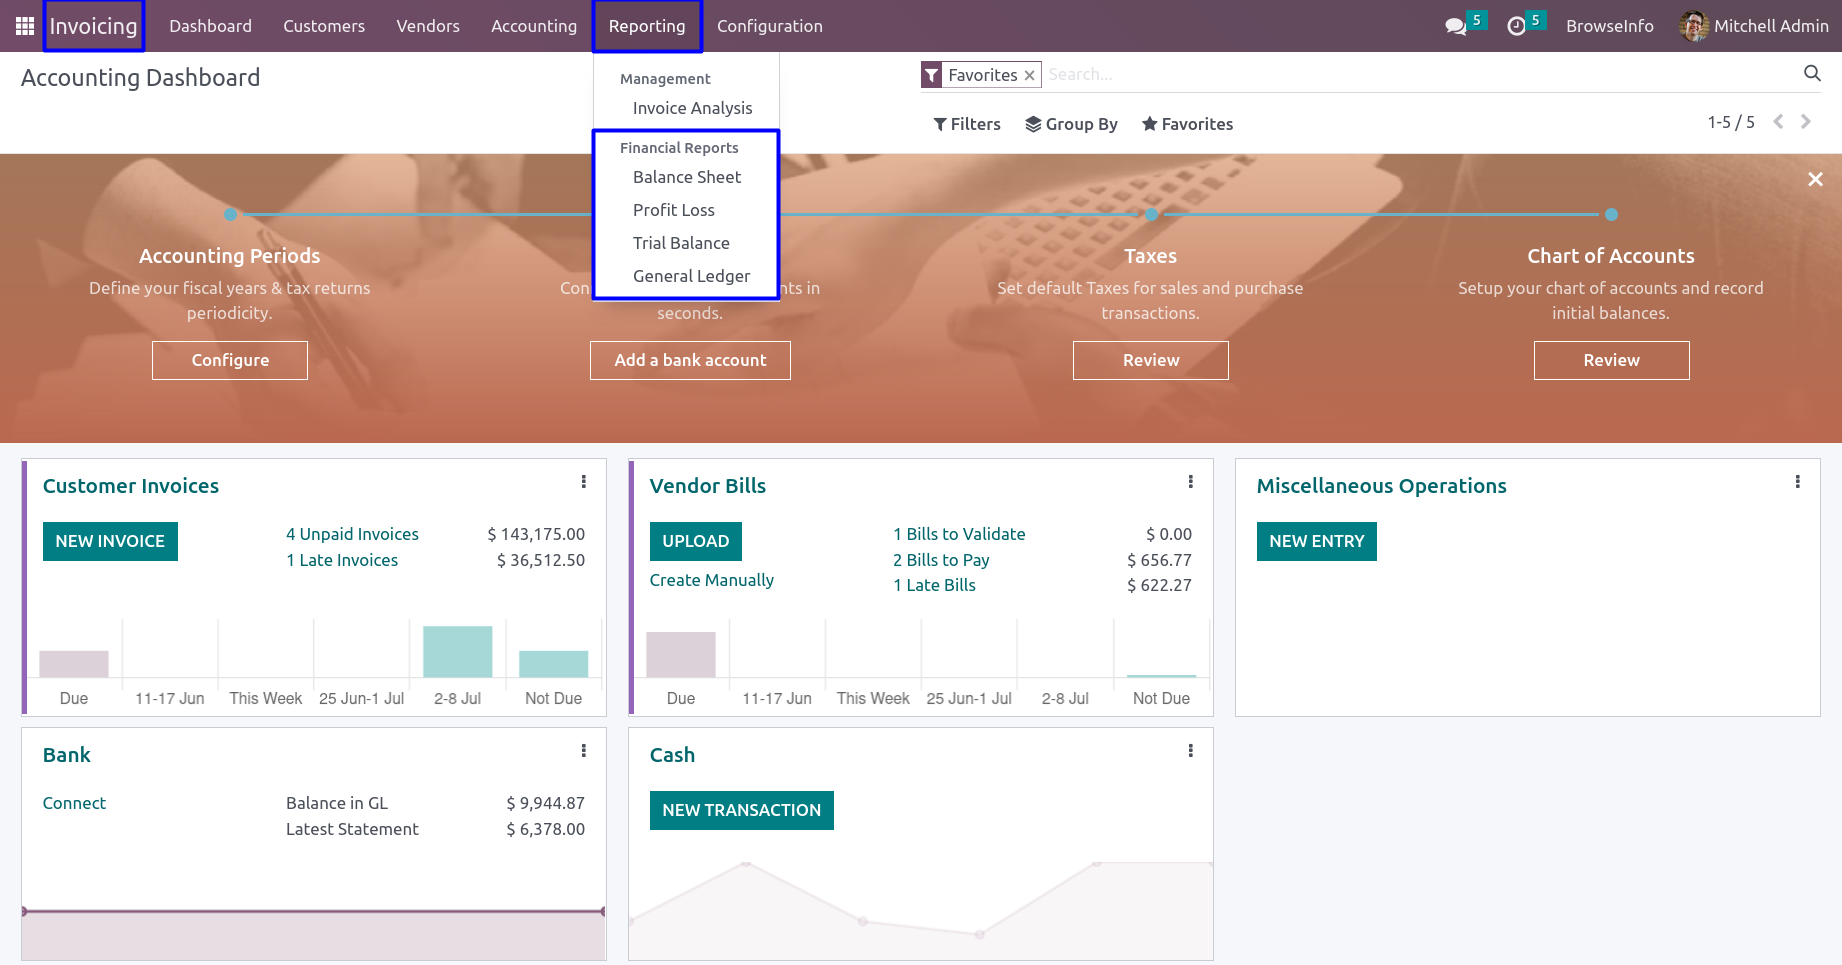 Invoicing Dashboard Customers Vendors Accounting Reporting Configuration 5 5 BrowseInfo Mitchell Admin
Accounting Dashboard
Favorites × Search...
Filters Group By Favorites 1-5 / 5
Management
Invoice Analysis
Financial Reports
Balance Sheet
Profit Loss
Trial Balance
General Ledger
Accounting Periods
Define your fiscal years & tax returns
periodicity.
Configure
Con nts in
seconds.
Add a bank account
Taxes
Set default Taxes for sales and purchase
transactions.
Review
Chart of Accounts
Setup your chart of accounts and record
initial balances.
Review
Customer Invoices
NEW INVOICE
4 Unpaid Invoices $ 143,175.00
1 Late Invoices $ 36,512.50
Due 11-17 Jun This Week 25 Jun-1 Jul 2-8 Jul Not Due
Vendor Bills
UPLOAD
Create Manually
1 Bills to Validate $ 0.00
2 Bills to Pay $ 656.77
1 Late Bills $ 622.27
Due 11-17 Jun This Week 25 Jun-1 Jul 2-8 Jul Not Due
Miscellaneous Operations
NEW ENTRY
Bank
Connect
Balance in GL $ 9,944.87
Latest Statement $ 6,378.00
Cash
NEW TRANSACTION